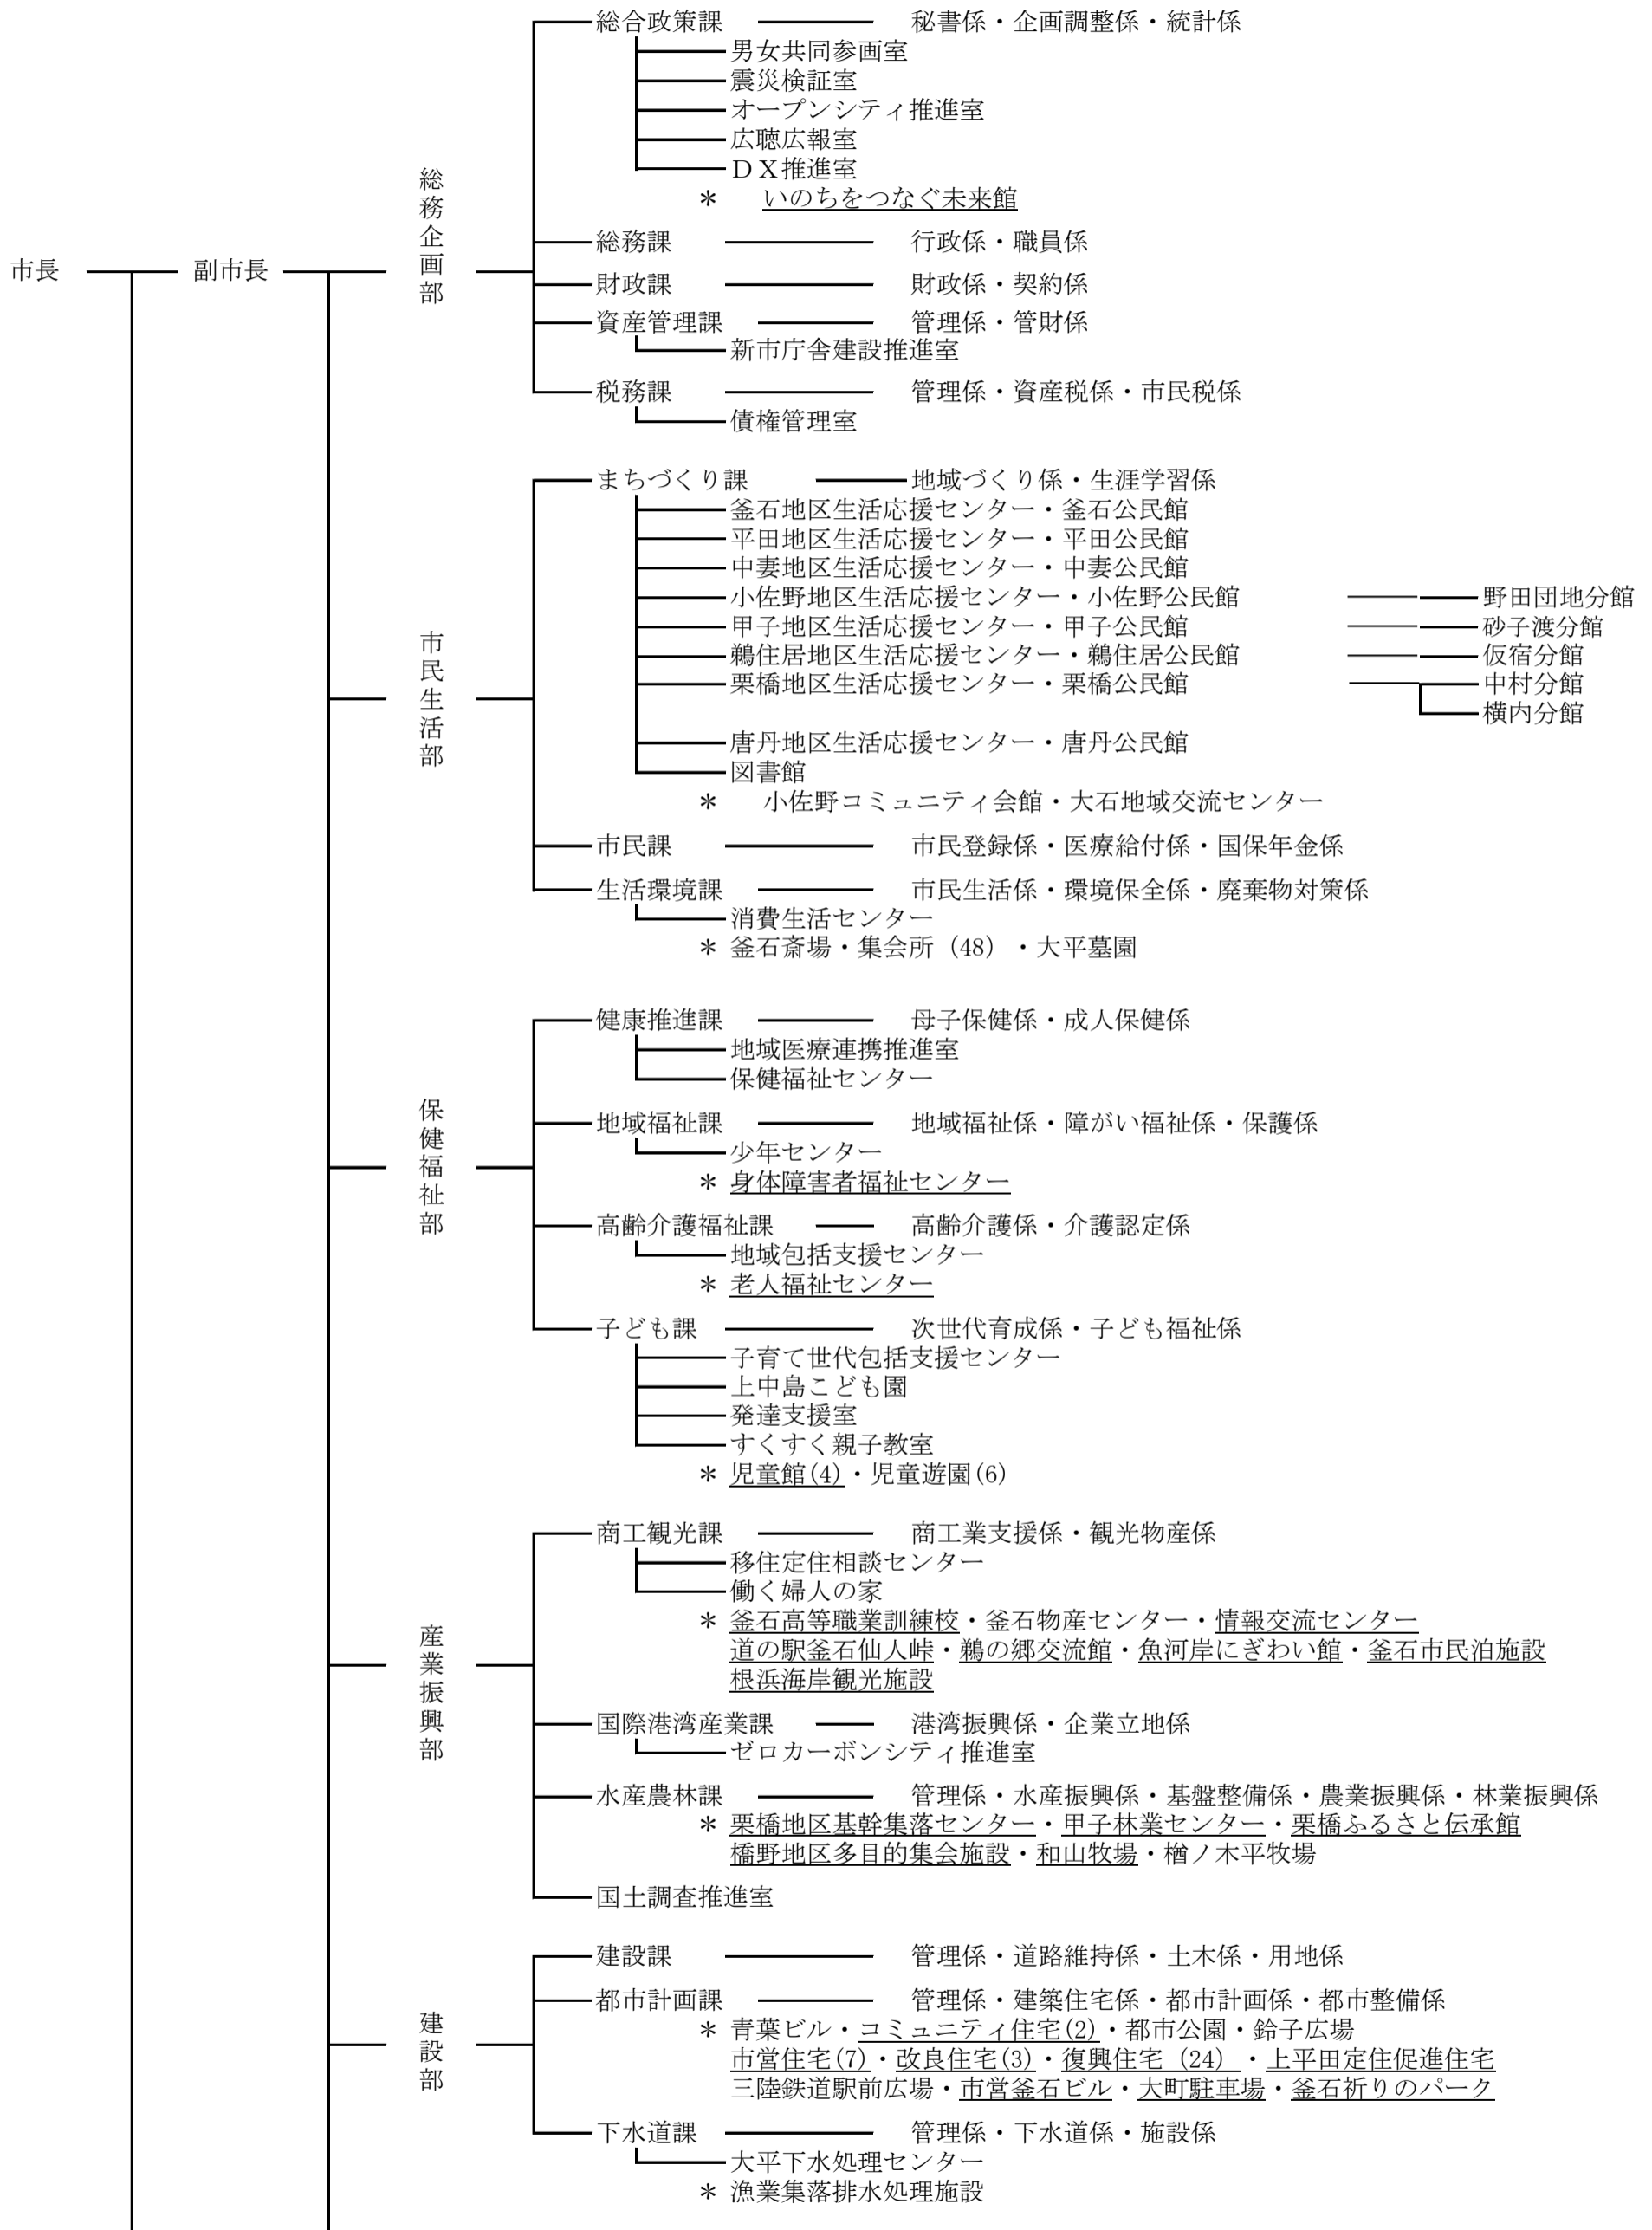 総合政策課 秘書係・企画調整係・統計係
男女共同参画室
震災検証室
オープンシティ推進室
広聴広報室
ＤＸ推進室
＊ いのちをつなぐ未来館
総務課 行政係・職員係
市長 副市長 総務企画部
財政課 財政係・契約係
資産管理課 管理係・管財係
新市庁舎建設推進室
税務課 管理係・資産税係・市民税係
債権管理室
市民生活部
まちづくり課 地域づくり係・生涯学習係
釜石地区生活応援センター・釜石公民館
平田地区生活応援センター・平田公民館
中妻地区生活応援センター・中妻公民館
小佐野地区生活応援センター・小佐野公民館 野田団地分館
甲子地区生活応援センター・甲子公民館 砂子渡分館
鵜住居地区生活応援センター・鵜住居公民館 仮宿分館
栗橋地区生活応援センター・栗橋公民館 中村分館
横内分館
唐丹地区生活応援センター・唐丹公民館
図書館
＊ 小佐野コミュニティ会館・大石地域交流センター
市民課 市民登録係・医療給付係・国保年金係
生活環境課 市民生活係・環境保全係・廃棄物対策係
消費生活センター
＊ 釜石斎場・集会所（48）・大平墓園
保健福祉部
健康推進課 母子保健係・成人保健係
地域医療連携推進室
保健福祉センター
地域福祉課 地域福祉係・障がい福祉係・保護係
少年センター
＊ 身体障害者福祉センター
高齢介護福祉課 高齢介護係・介護認定係
地域包括支援センター
＊ 老人福祉センター
子ども課 次世代育成係・子ども福祉係
子育て世代包括支援センター
上中島こども園
発達支援室
すくすく親子教室
＊ 児童館(4)・児童遊園(6)
産業振興部
商工観光課 商工業支援係・観光物産係
移住定住相談センター
働く婦人の家
＊ 釜石高等職業訓練校・釜石物産センター・情報交流センター
道の駅釜石仙人峠・鵜の郷交流館・魚河岸にぎわい館・釜石市民泊施設
根浜海岸観光施設
国際港湾産業課 港湾振興係・企業立地係
ゼロカーボンシティ推進室
水産農林課 管理係・水産振興係・基盤整備係・農業振興係・林業振興係
＊ 栗橋地区基幹集落センター・甲子林業センター・栗橋ふるさと伝承館
橋野地区多目的集会施設・和山牧場・楢ノ木平牧場
国土調査推進室
建設部
建設課 管理係・道路維持係・土木係・用地係
都市計画課 管理係・建築住宅係・都市計画係・都市整備係
＊ 青葉ビル・コミュニティ住宅(2)・都市公園・鈴子広場
市営住宅(7)・改良住宅(3)・復興住宅（24）・上平田定住促進住宅
三陸鉄道駅前広場・市営釜石ビル・大町駐車場・釜石祈りのパーク
下水道課 管理係・下水道係・施設係
大平下水処理センター
＊ 漁業集落排水処理施設